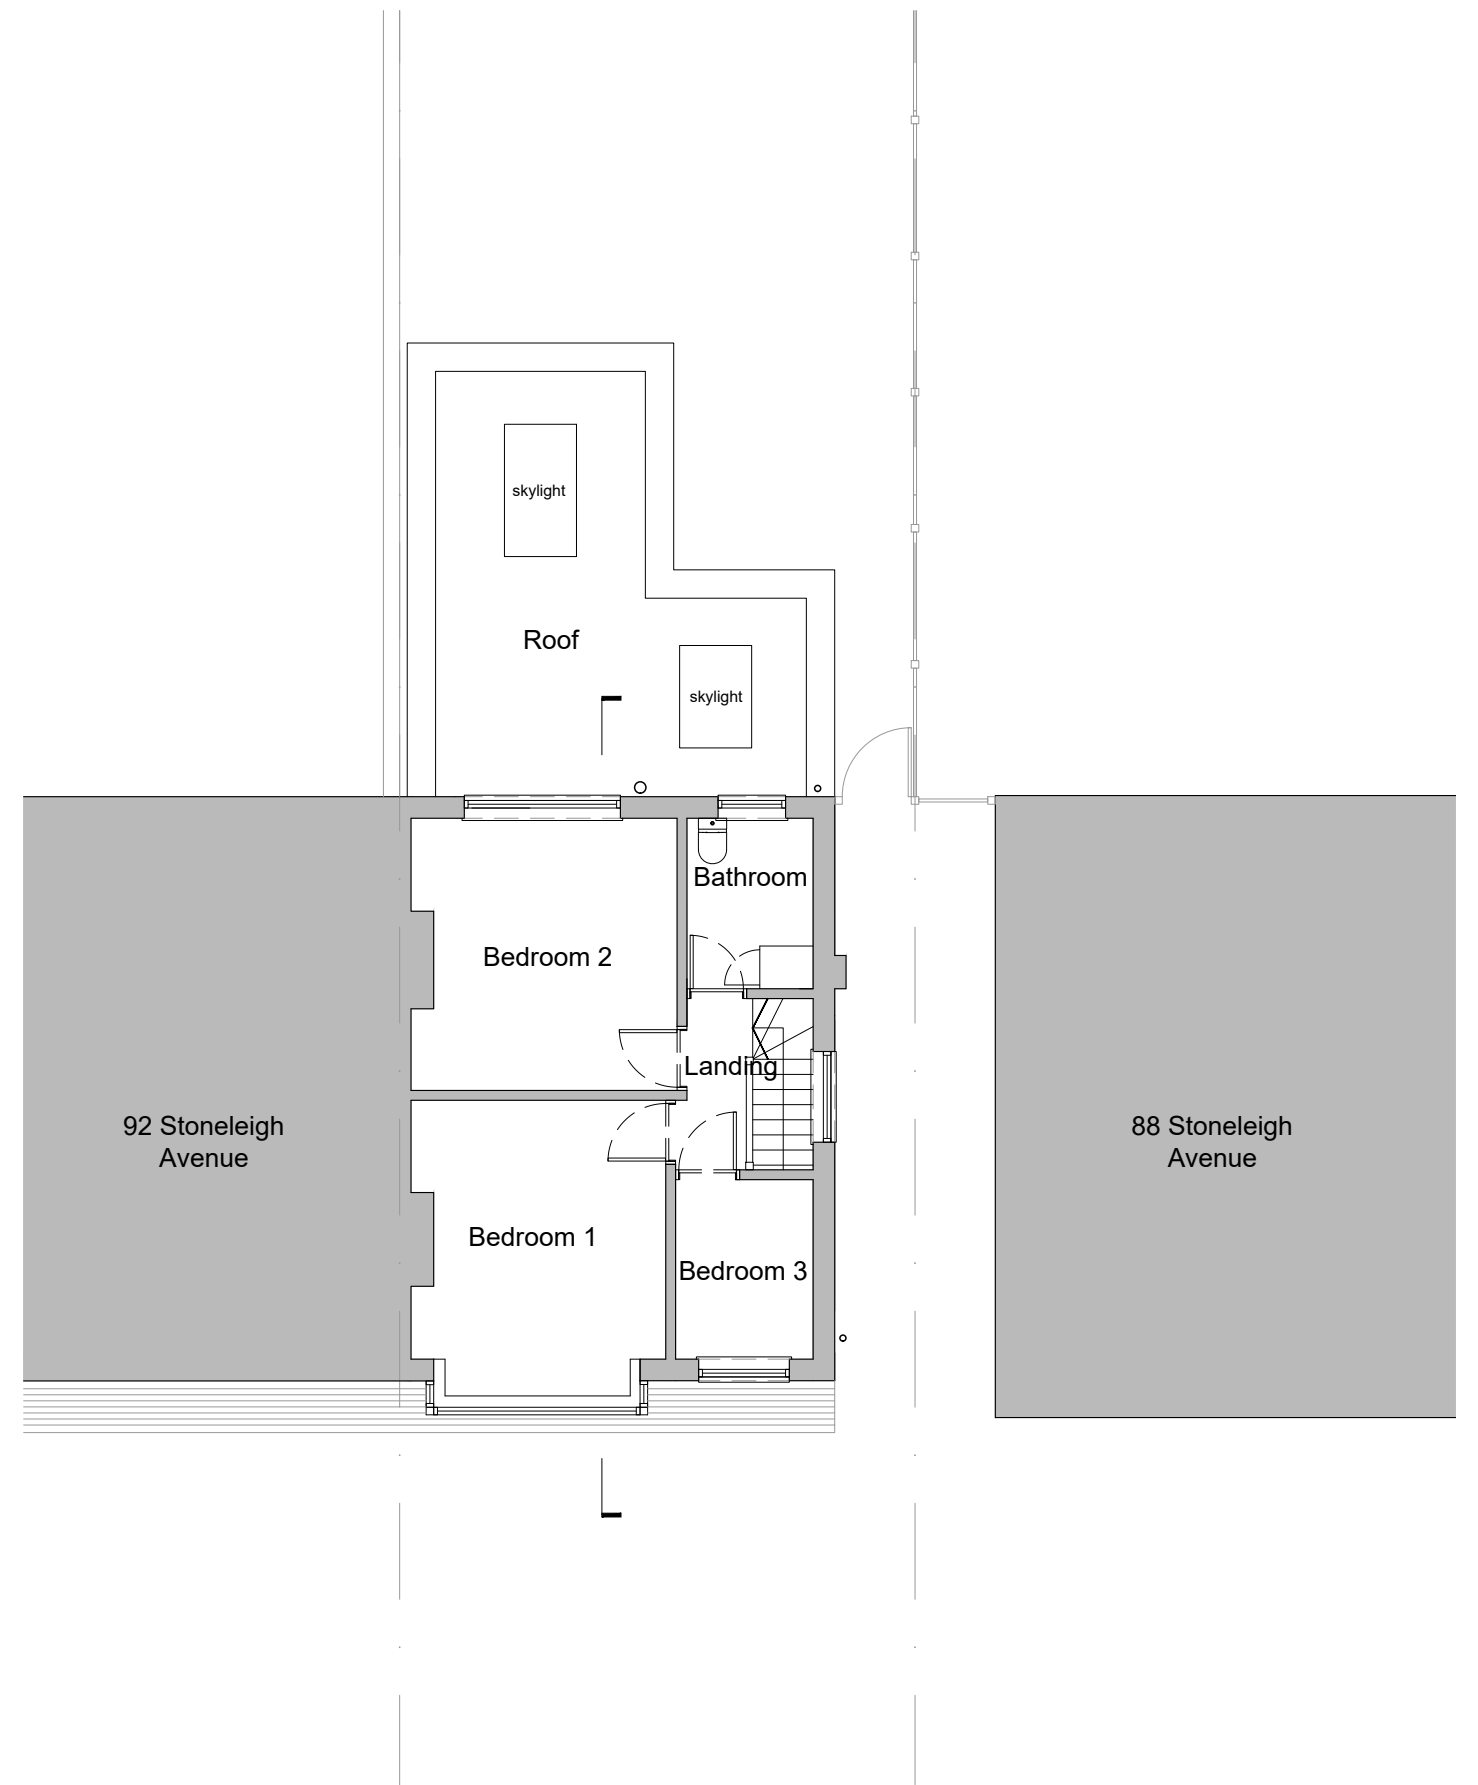 skylight
Roof
skylight
Bathroom
Bedroom 2
Landing
92 Stoneleigh
Avenue
88 Stoneleigh
Avenue
Bedroom 1
Bedroom 3